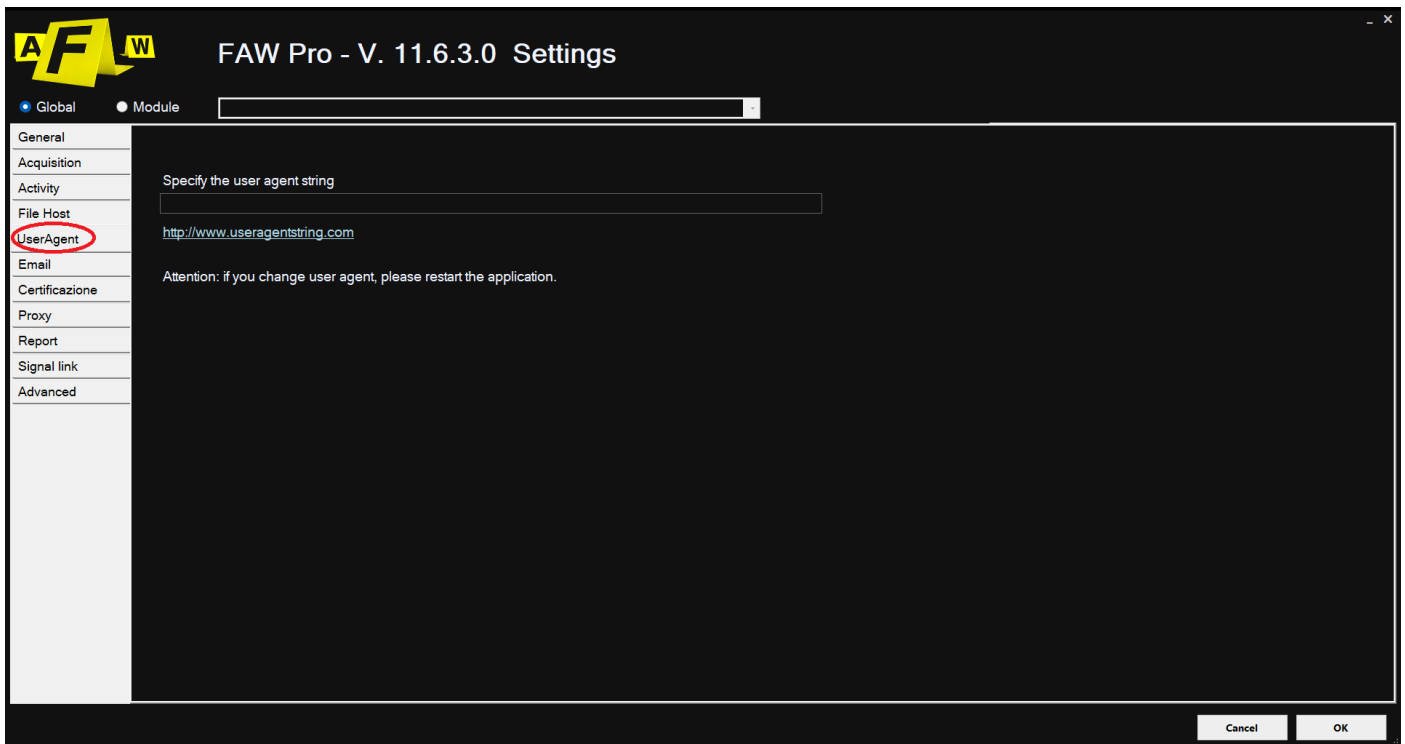 AFW
FAW Pro - V. 11.6.3.0 Settings
Global
Module
General
Acquisition
Activity
File Host
UserAgent
Email
Certificazione
Proxy
Report
Signal link
Advanced
Specify the user agent string
http://www.useragentstring.com
Attention: if you change user agent, please restart the application.
Cancel
OK